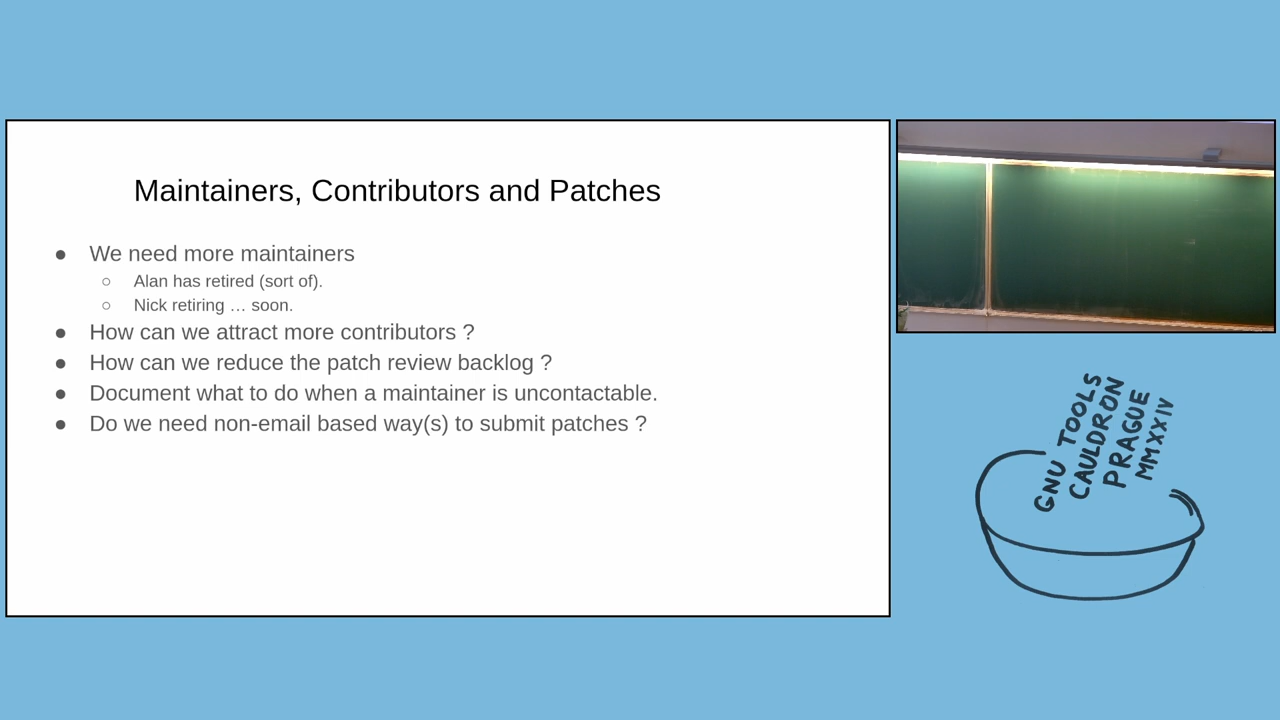 Maintainers, Contributors and Patches
● We need more maintainers
○ Alan has retired (sort of).
○ Nick retiring … soon.
● How can we attract more contributors ?
● How can we reduce the patch review backlog ?
● Document what to do when a maintainer is uncontactable.
● Do we need non-email based way(s) to submit patches ?
GNU TOOLS
CAULDRON
PRAGUE
MMXXIV